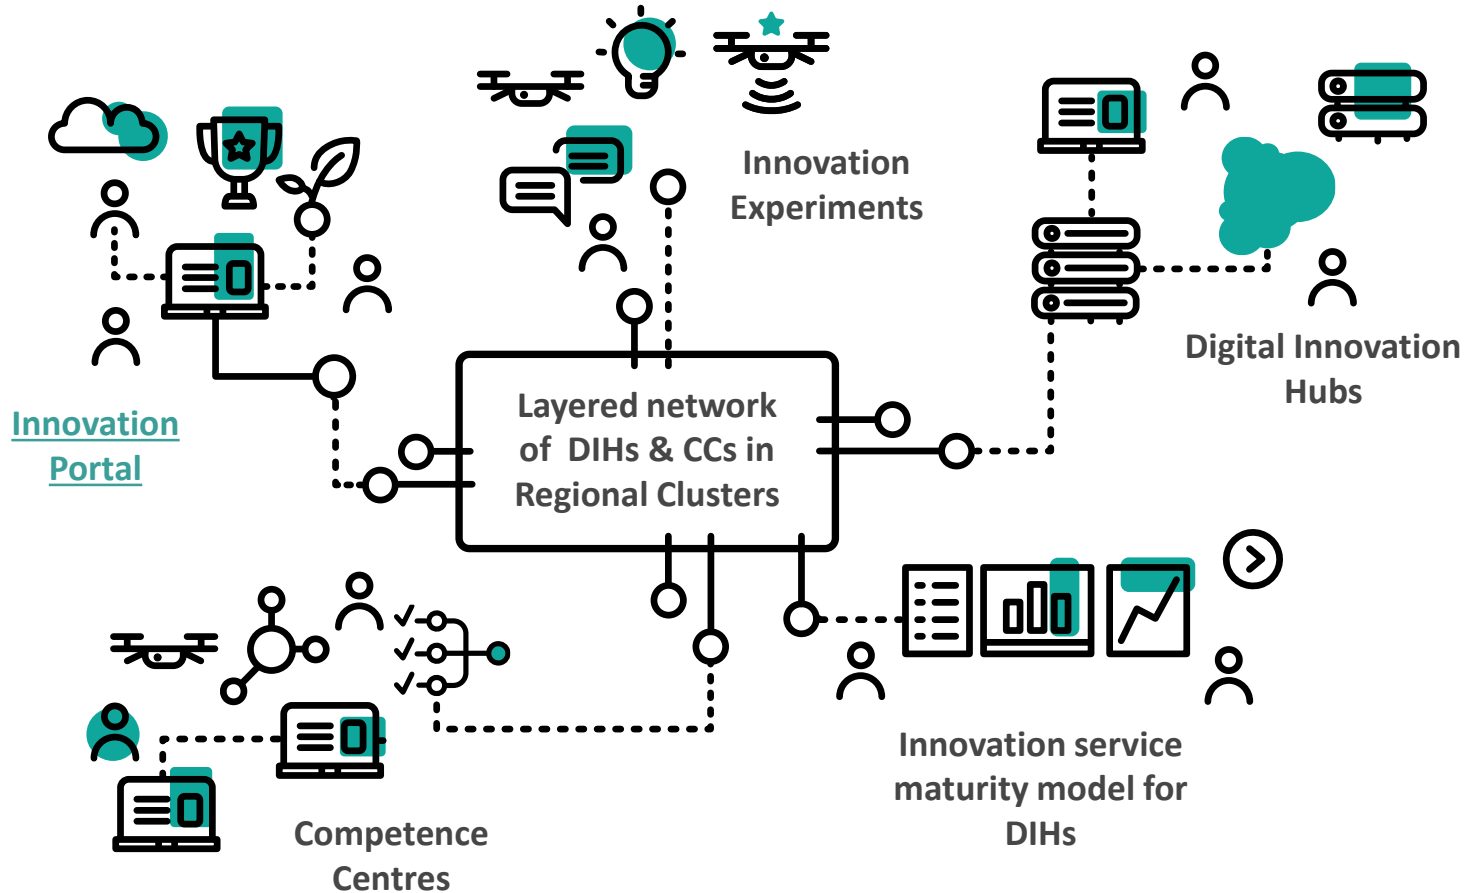 Innovation
Experiments
Digital Innovation
Hubs
Innovation
Portal
Layered network
of DIHs & CCs in
Regional Clusters
Innovation service
maturity model for
DIHs
Competence
Centres